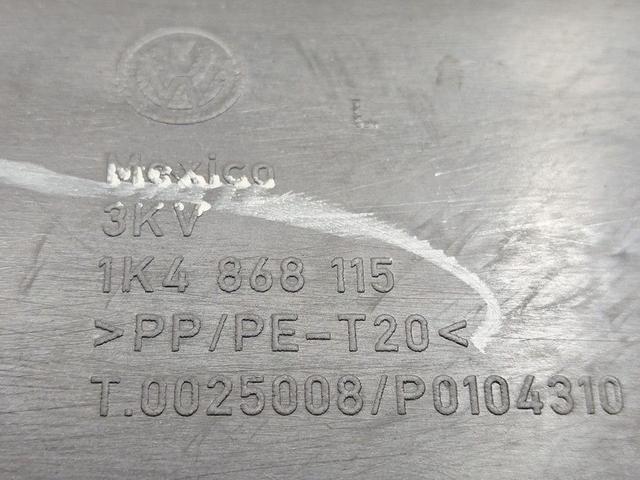 L
Mexico
3KV
1K4 868 115
>PP/PE-T20<
T.0025008/P0104310